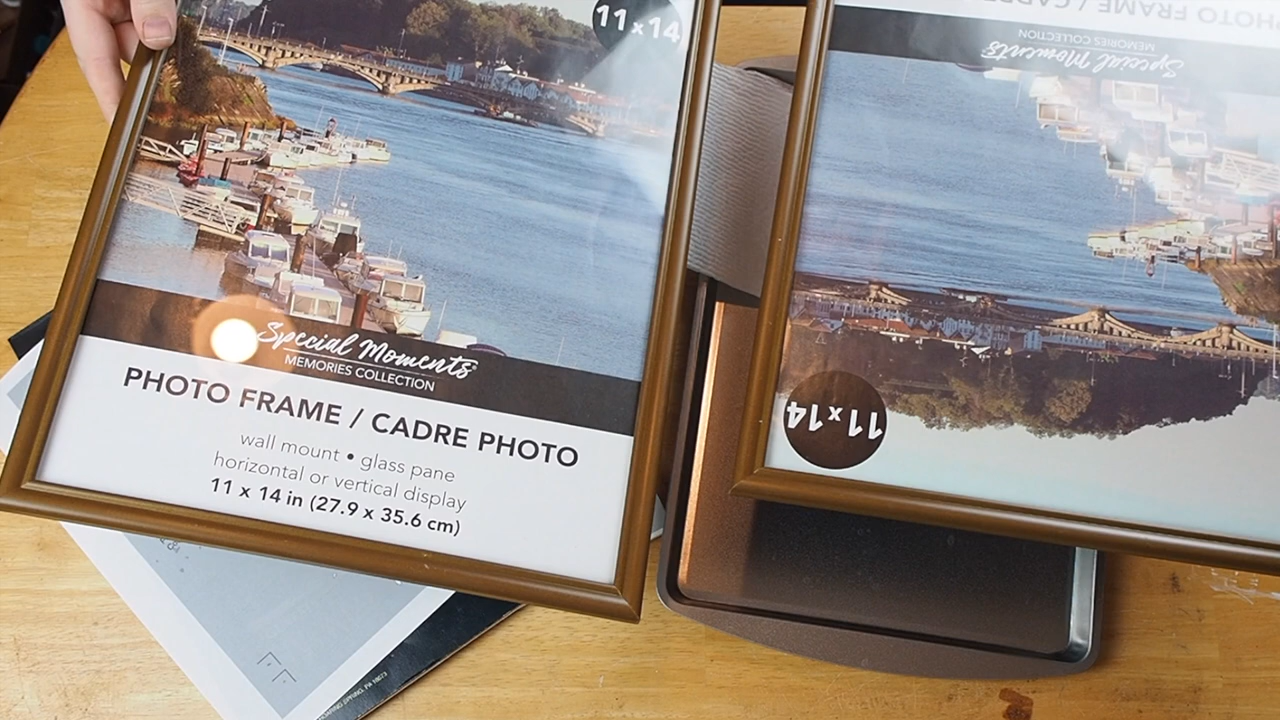 11x14
Special Moments
MEMORIES COLLECTION
PHOTO FRAME / CADRE PHOTO
wall mount • glass pane
horizontal or vertical display
11 x 14 in (27.9 x 35.6 cm)
PHOTO FRAME / CADRE
MEMORIES COLLECTION
Special Moments
11x14